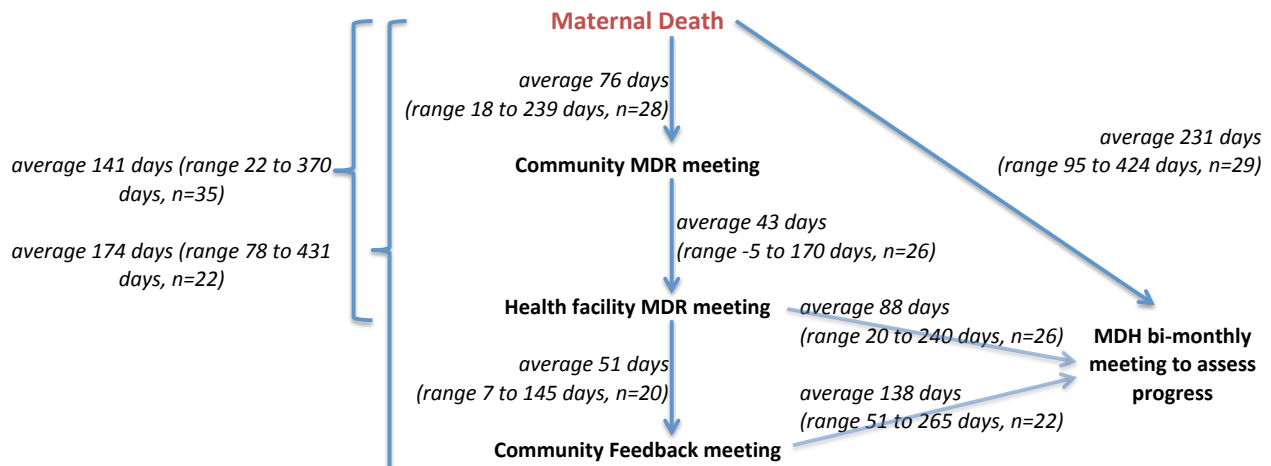 Maternal Death
average 76 days
(range 18 to 239 days, n=28)
average 231 days
(range 95 to 424 days, n=29)
average 141 days (range 22 to 370
days, n=35)
Community MDR meeting
average 43 days
(range -5 to 170 days, n=26)
average 174 days (range 78 to 431
days, n=22)
Health facility MDR meeting
average 88 days
(range 20 to 240 days, n=26)
MDH bi-monthly
meeting to assess
progress
average 51 days
(range 7 to 145 days, n=20)
average 138 days
(range 51 to 265 days, n=22)
Community Feedback meeting